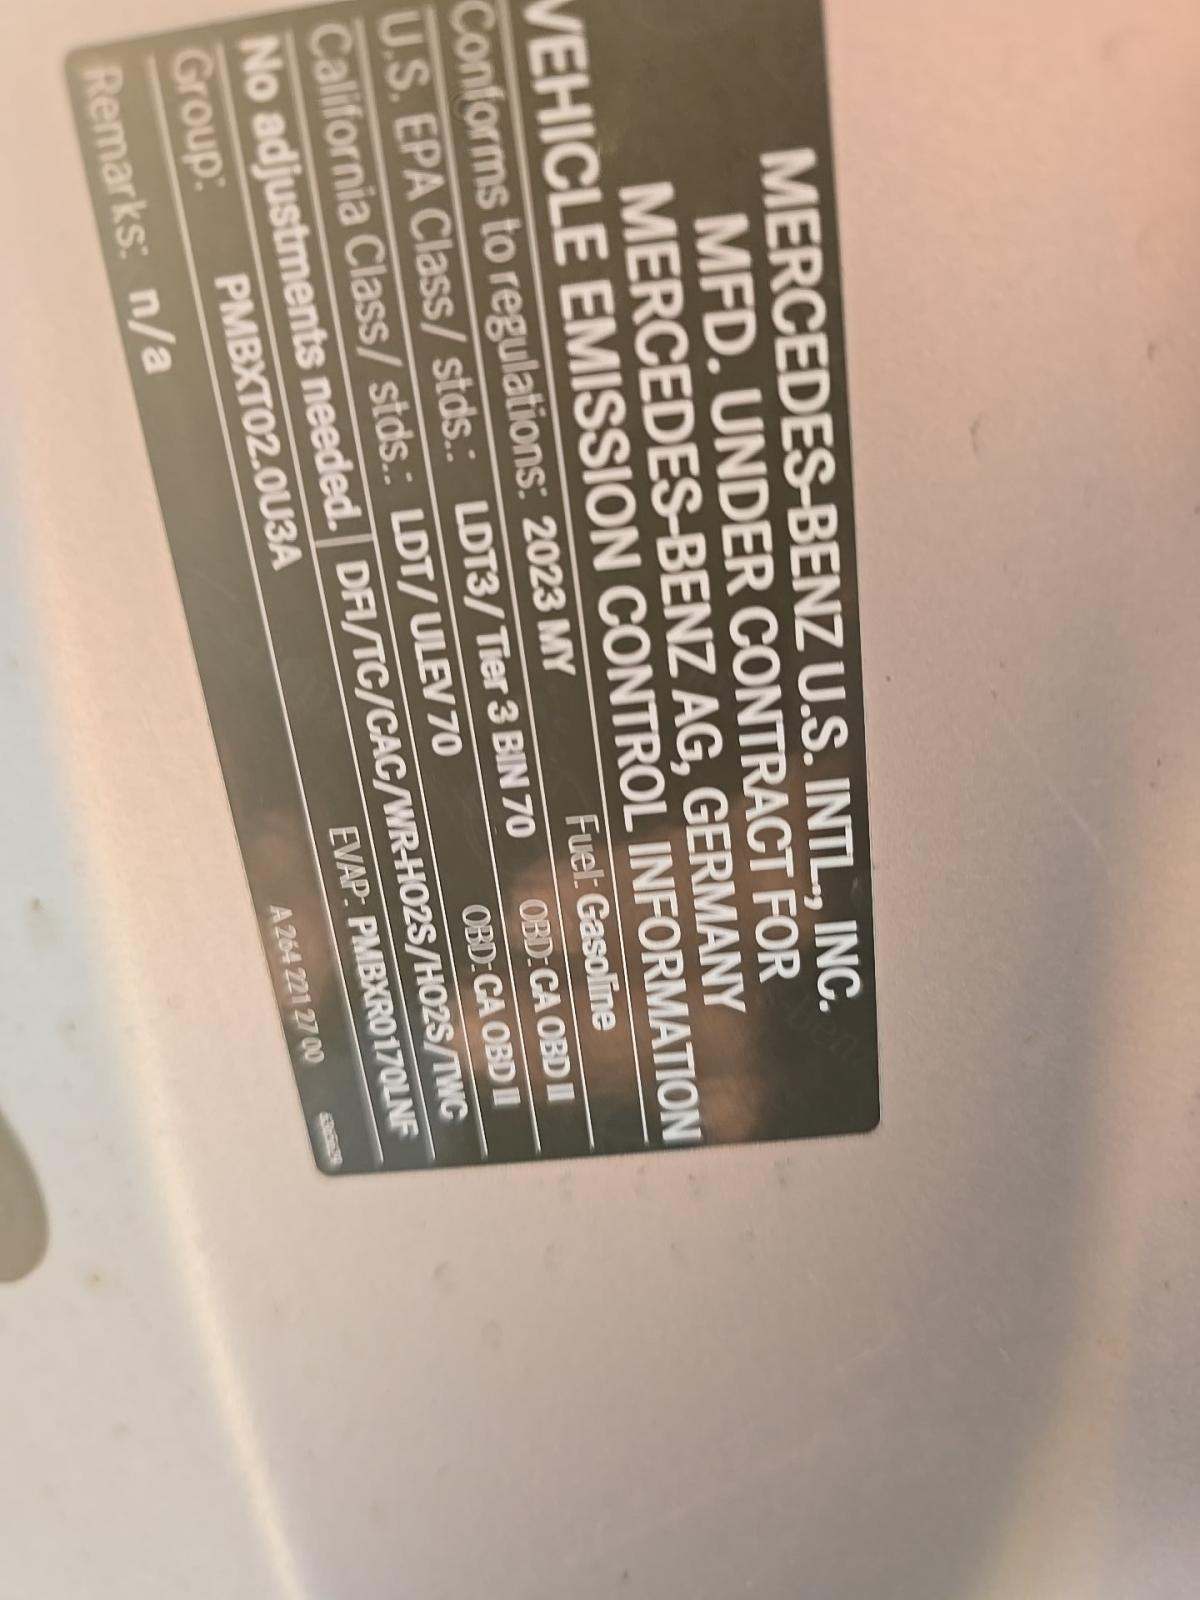 MERCEDES-BENZ U.S. INTL., INC.
MFD. UNDER CONTRACT FOR
MERCEDES-BENZ AG, GERMANY
VEHICLE EMISSION CONTROL INFORMATION
Conforms to regulations: 2023 MY Fuel: Gasoline
U.S. EPA Class/ stds.: LDT3/ Tier 3 BIN 70 OBD: CA OBD II
California Class/ stds.: LDT/ ULEV 70 OBD: CA OBD II
No adjustments needed. DFI/TC/CAC/WR-HO2S/HO2S/TWC
Group: PMBXT02.0U3A EVAP: PMBXR0170LNF
Remarks: n/a A 264 221 27 00